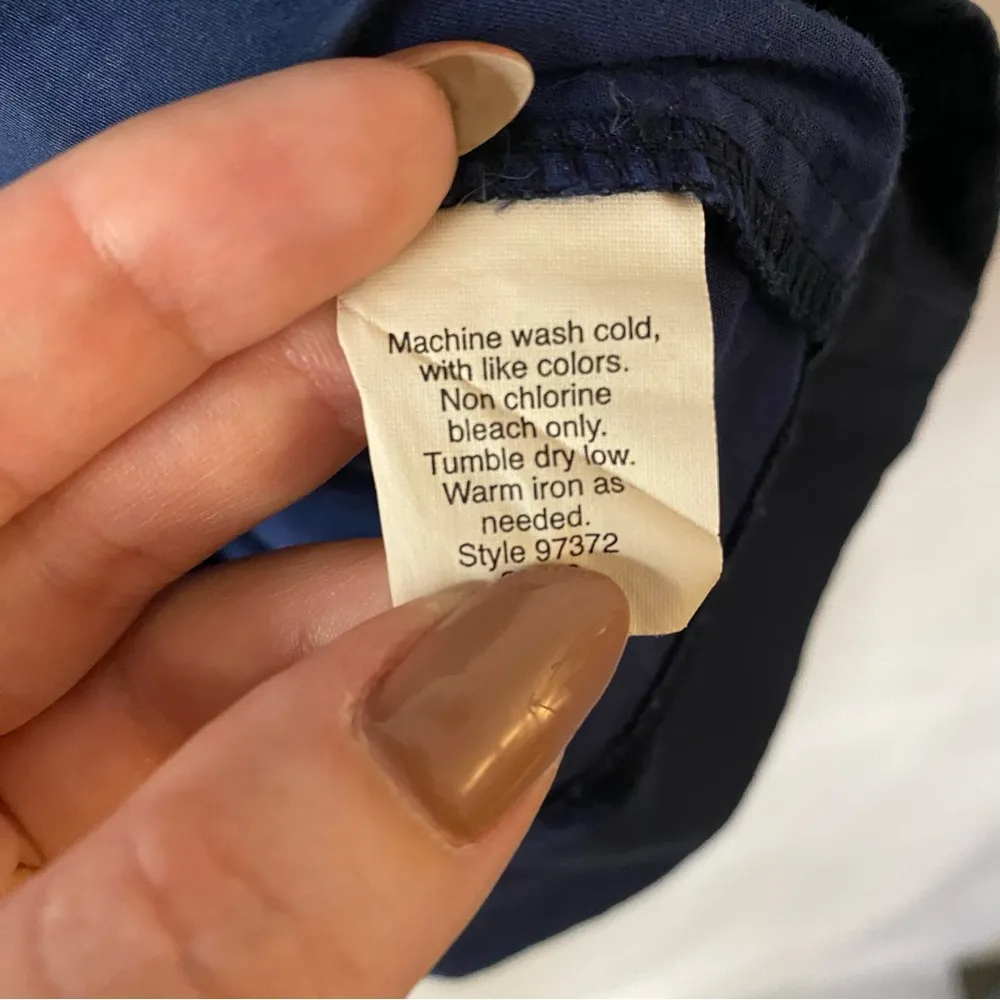 Machine wash cold,
with like colors.
Non chlorine
bleach only.
Tumble dry low.
Warm iron as
needed.
Style 97372